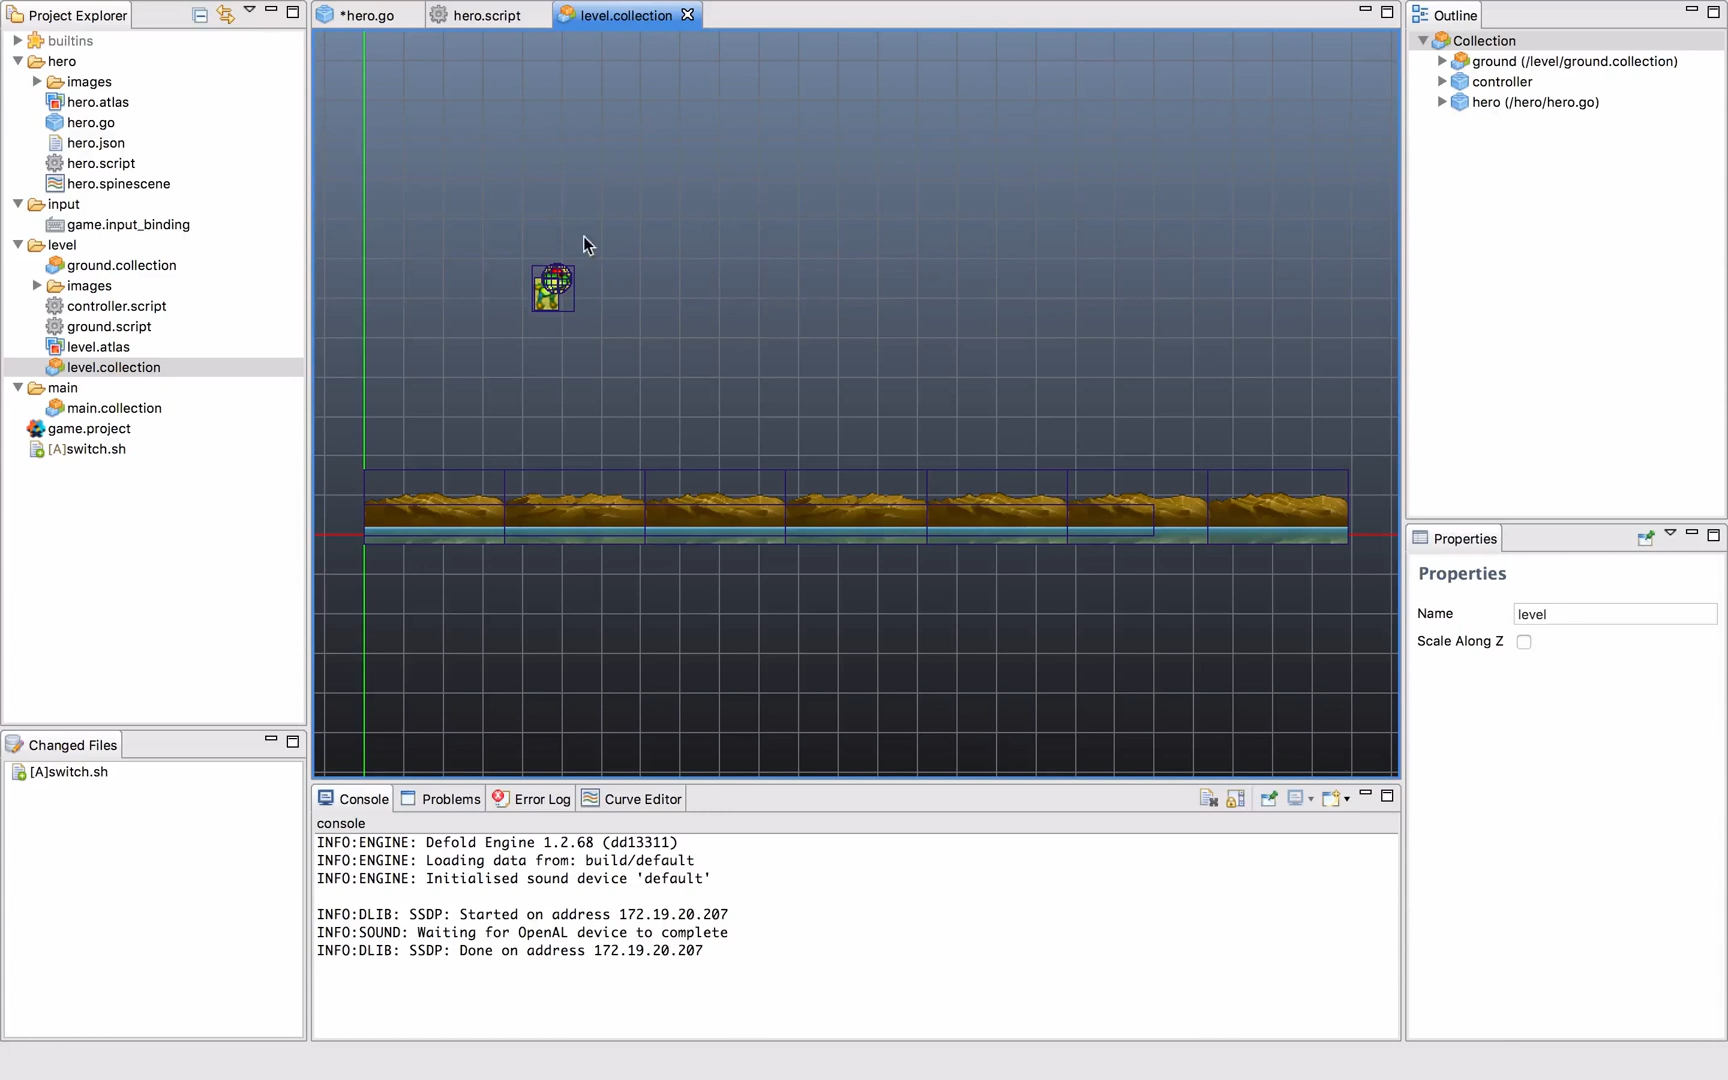 Project Explorer
builtins
hero
images
hero.atlas
hero.go
hero.json
hero.script
hero.spinescene
input
game.input_binding
level
ground.collection
images
controller.script
ground.script
level.atlas
level.collection
main
main.collection
game.project
[A]switch.sh
Changed Files
[A]switch.sh
*hero.go
hero.script
level.collection
Console
Problems
Error Log
Curve Editor
console
INFO:ENGINE: Defold Engine 1.2.68 (dd13311)
INFO:ENGINE: Loading data from: build/default
INFO:ENGINE: Initialised sound device 'default'
INFO:DLIB: SSDP: Started on address 172.19.20.207
INFO:SOUND: Waiting for OpenAL device to complete
INFO:DLIB: SSDP: Done on address 172.19.20.207
Outline
Collection
ground (/level/ground.collection)
controller
hero (/hero/hero.go)
Properties
Properties
Name level
Scale Along Z